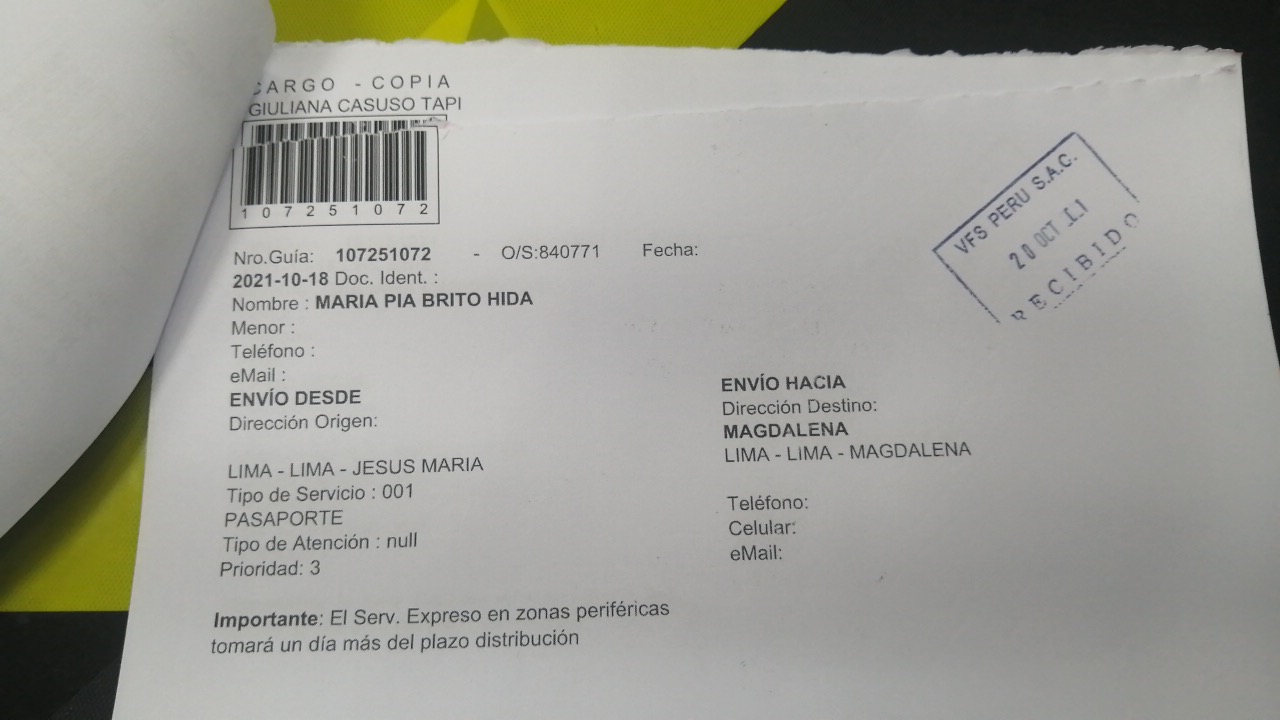 CARGO - COPIA
GIULIANA CASUSO TAPI
107251072
Nro.Guía: 107251072 - O/S:840771 Fecha:
2021-10-18 Doc. Ident. :
Nombre : MARIA PIA BRITO HIDA
Menor :
Teléfono :
eMail :
ENVÍO DESDE
Dirección Origen:
LIMA - LIMA - JESUS MARIA
Tipo de Servicio : 001
PASAPORTE
Tipo de Atención : null
Prioridad: 3
ENVÍO HACIA
Dirección Destino:
MAGDALENA
LIMA - LIMA - MAGDALENA
Teléfono:
Celular:
eMail:
Importante: El Serv. Expreso en zonas periféricas
tomará un día más del plazo distribución
VFS PERU S.A.C.
20 OCT
RECIBIDO